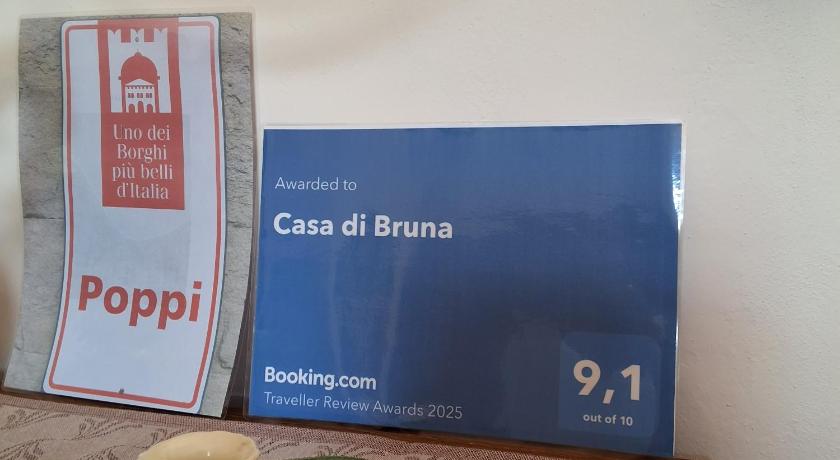 Uno dei
Borghi
più belli
d'Italia
Poppi
Awarded to
Casa di Bruna
Booking.com
Traveller Review Awards 2025
9,1
out of 10